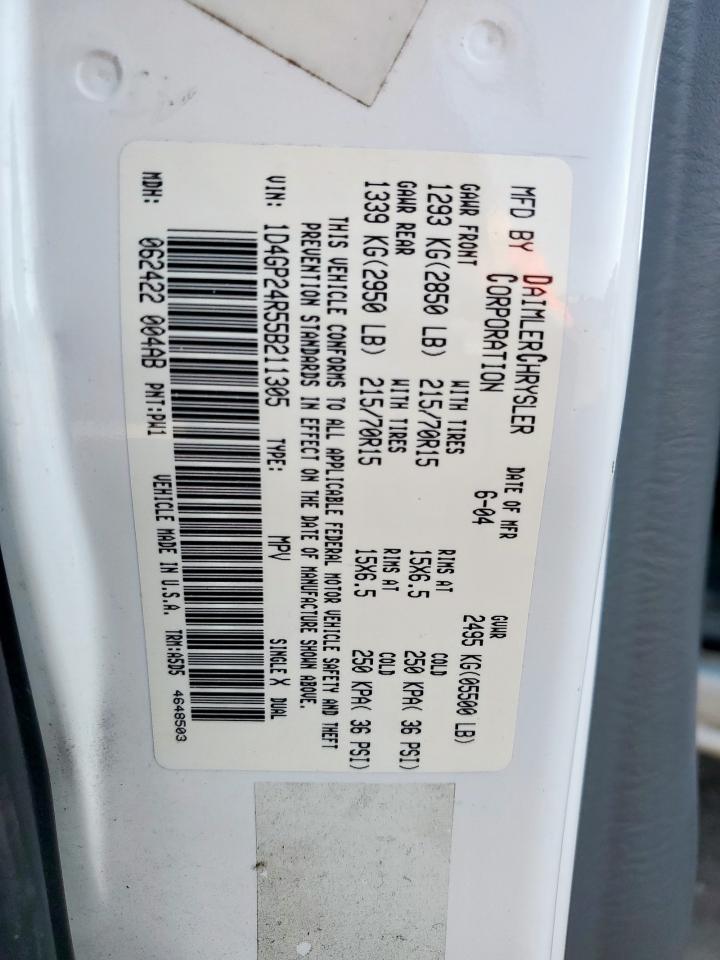 MFD BY DAIMLERCHRYSLER CORPORATION
DATE OF MFR
6-04
GVWR
2495 KG(05500 LB)
GAWR FRONT
1293 KG(2850 LB)
WITH TIRES
215/70R15
RIMS AT
15X6.5
COLD
250 KPA( 36 PSI)
GAWR REAR
1339 KG(2950 LB)
WITH TIRES
215/70R15
RIMS AT
15X6.5
COLD
250 KPA( 36 PSI)
THIS VEHICLE CONFORMS TO ALL APPLICABLE FEDERAL MOTOR VEHICLE SAFETY AND THEFT
PREVENTION STANDARDS IN EFFECT ON THE DATE OF MANUFACTURE SHOWN ABOVE.
VIN: 1D4GP24R55B211305 TYPE: MPV SINGLE X DUAL
MDH: 062422 004AB PNT:PW1 VEHICLE MADE IN U.S.A. TRM:A5D5 4648503